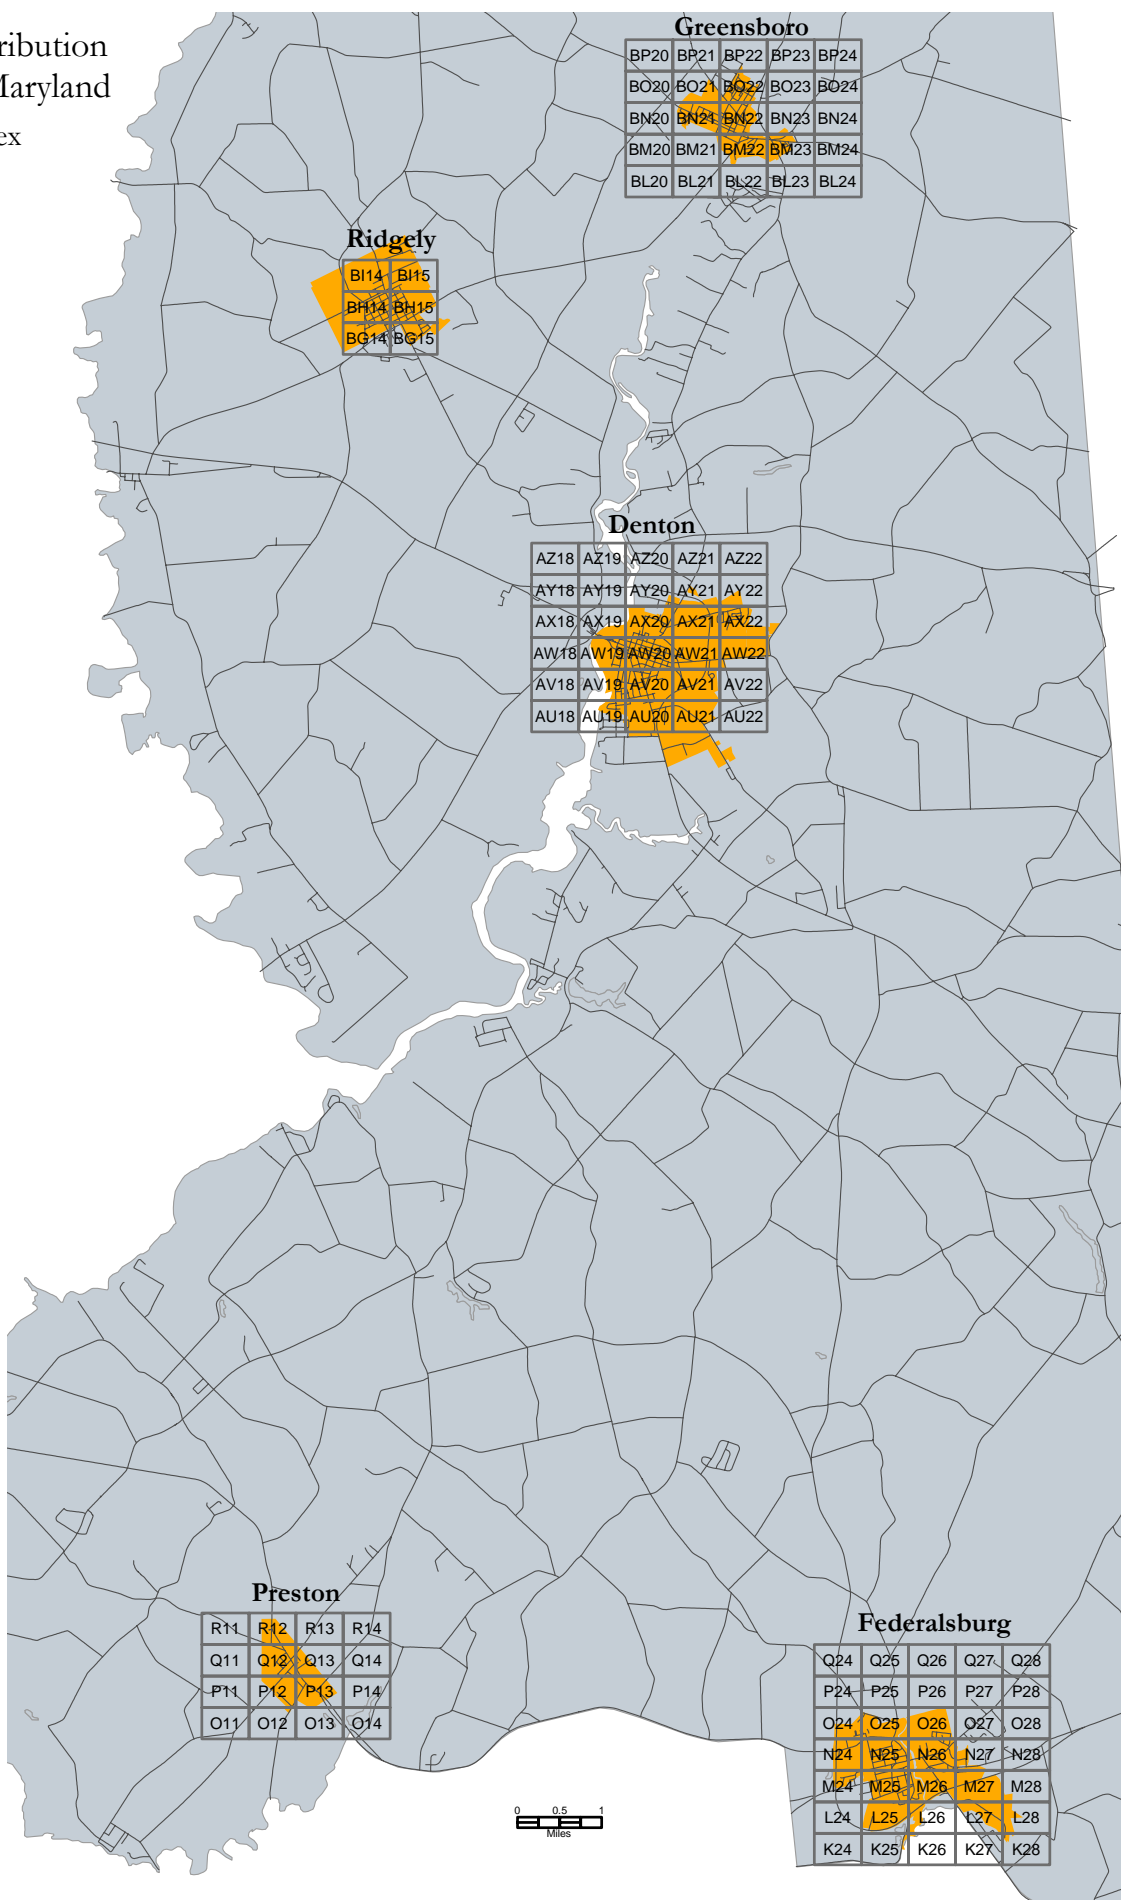 ribution
Maryland
ex
Greensboro
BP20 BP21 BP22 BP23 BP24
BO20 BO21 BO22 BO23 BO24
BN20 BN21 BN22 BN23 BN24
BM20 BM21 BM22 BM23 BM24
BL20 BL21 BL22 BL23 BL24
Ridgely
BI14 BI15
BH14 BH15
BG14 BG15
Denton
AZ18 AZ19 AZ20 AZ21 AZ22
AY18 AY19 AY20 AY21 AY22
AX18 AX19 AX20 AX21 AX22
AW18 AW19 AW20 AW21 AW22
AV18 AV19 AV20 AV21 AV22
AU18 AU19 AU20 AU21 AU22
Preston
R11 R12 R13 R14
Q11 Q12 Q13 Q14
P11 P12 P13 P14
O11 O12 O13 O14
Federalsburg
Q24 Q25 Q26 Q27 Q28
P24 P25 P26 P27 P28
O24 O25 O26 O27 O28
N24 N25 N26 N27 N28
M24 M25 M26 M27 M28
L24 L25 L26 L27 L28
K24 K25 K26 K27 K28
0 0.5 1
Miles